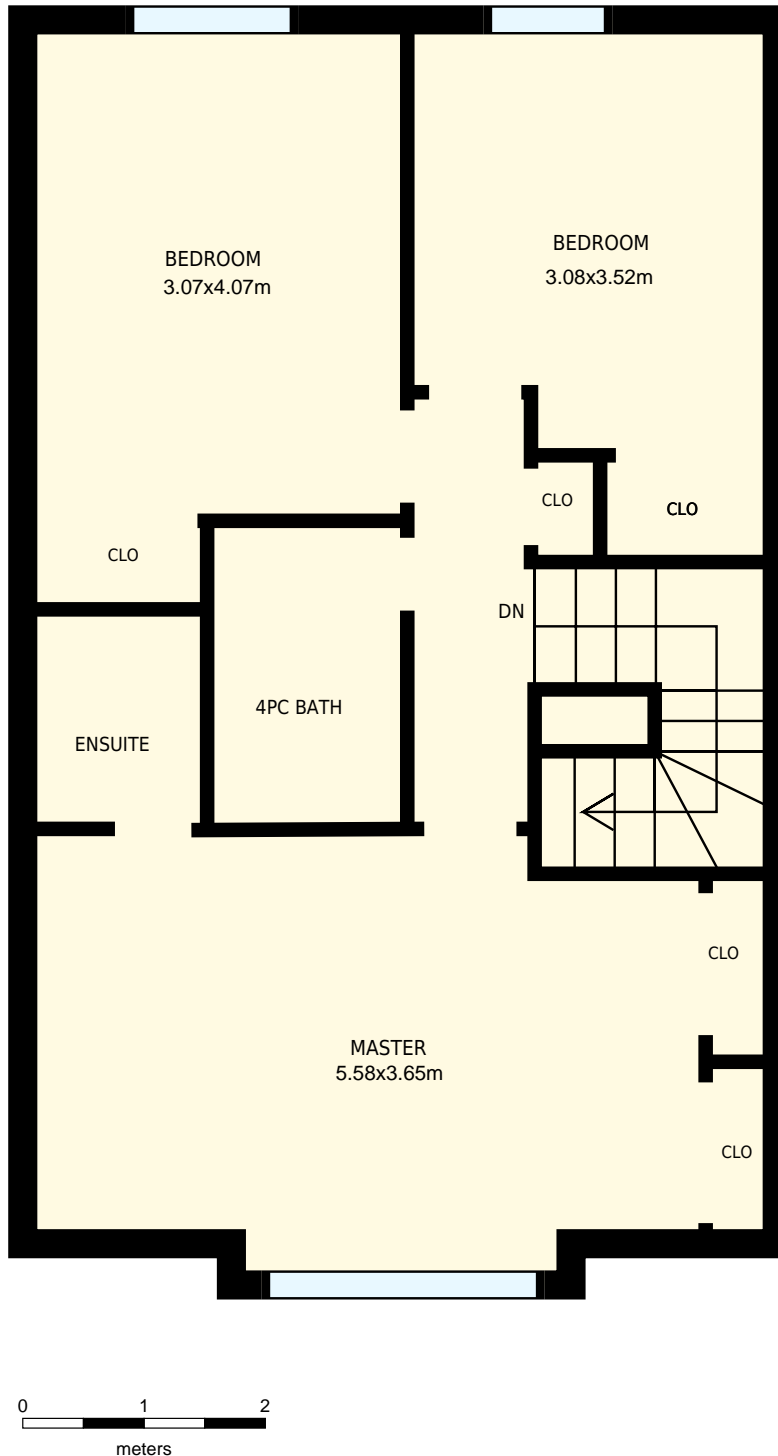 BEDROOM
3.07x4.07m
BEDROOM
3.08x3.52m
CLO
CLO
CLO
DN
4PC BATH
ENSUITE
CLO
MASTER
5.58x3.65m
CLO
0 1 2
meters